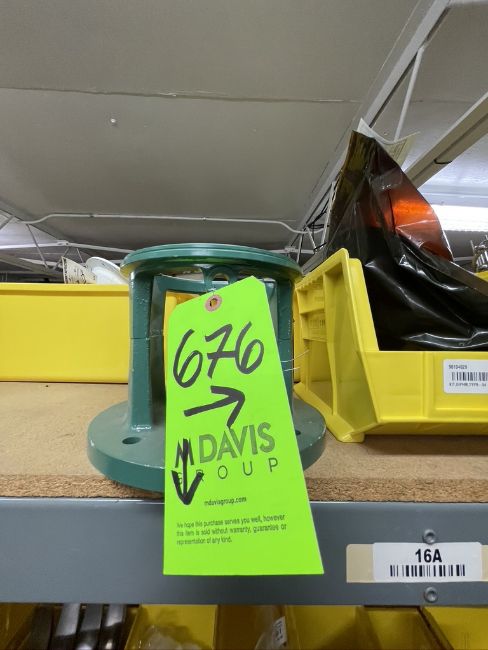 676
MDAVIS
GROUP
mdavisgroup.com
We hope this purchase serves you well, however
this item is sold without warranty, guarantee or
representation of any kind.
16A